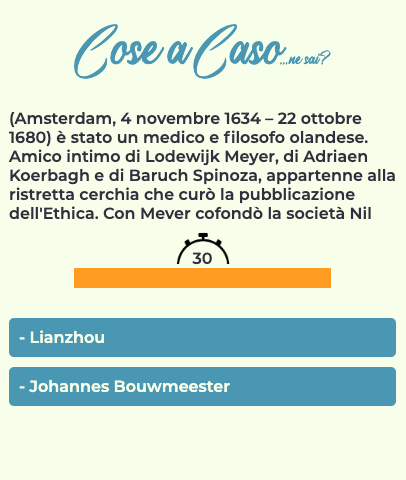 Cose a Caso...ne sai?
(Amsterdam, 4 novembre 1634 – 22 ottobre
1680) è stato un medico e filosofo olandese.
Amico intimo di Lodewijk Meyer, di Adriaen
Koerbagh e di Baruch Spinoza, appartenne alla
ristretta cerchia che curò la pubblicazione
dell'Ethica. Con Meyer cofondò la società Nil
30
- Lianzhou
- Johannes Bouwmeester